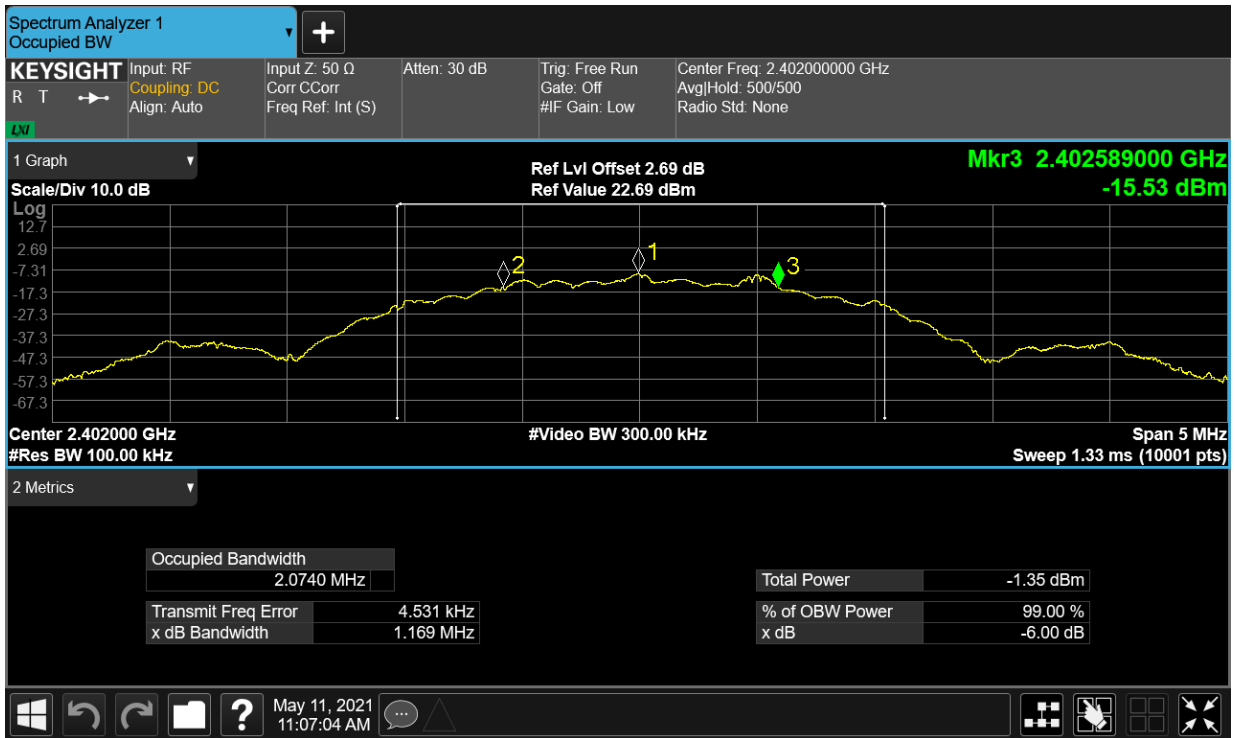 Spectrum Analyzer 1
Occupied BW
▼
+
KEYSIGHT
R T
LXI
Input: RF
Coupling: DC
Align: Auto
Input Z: 50 Ω
Corr CCorr
Freq Ref: Int (S)
Atten: 30 dB
Trig: Free Run
Gate: Off
#IF Gain: Low
Center Freq: 2.402000000 GHz
Avg|Hold: 500/500
Radio Std: None
1 Graph ▼
Scale/Div 10.0 dB
Ref Lvl Offset 2.69 dB
Ref Value 22.69 dBm
Mkr3 2.402589000 GHz
-15.53 dBm
Log
12.7
2.69
-7.31
-17.3
-27.3
-37.3
-47.3
-57.3
-67.3
2
1
3
Center 2.402000 GHz
#Video BW 300.00 kHz
Span 5 MHz
#Res BW 100.00 kHz
Sweep 1.33 ms (10001 pts)
2 Metrics ▼
Occupied Bandwidth
2.0740 MHz
Total Power -1.35 dBm
Transmit Freq Error 4.531 kHz
% of OBW Power 99.00 %
x dB Bandwidth 1.169 MHz
x dB -6.00 dB
?
May 11, 2021
11:07:04 AM